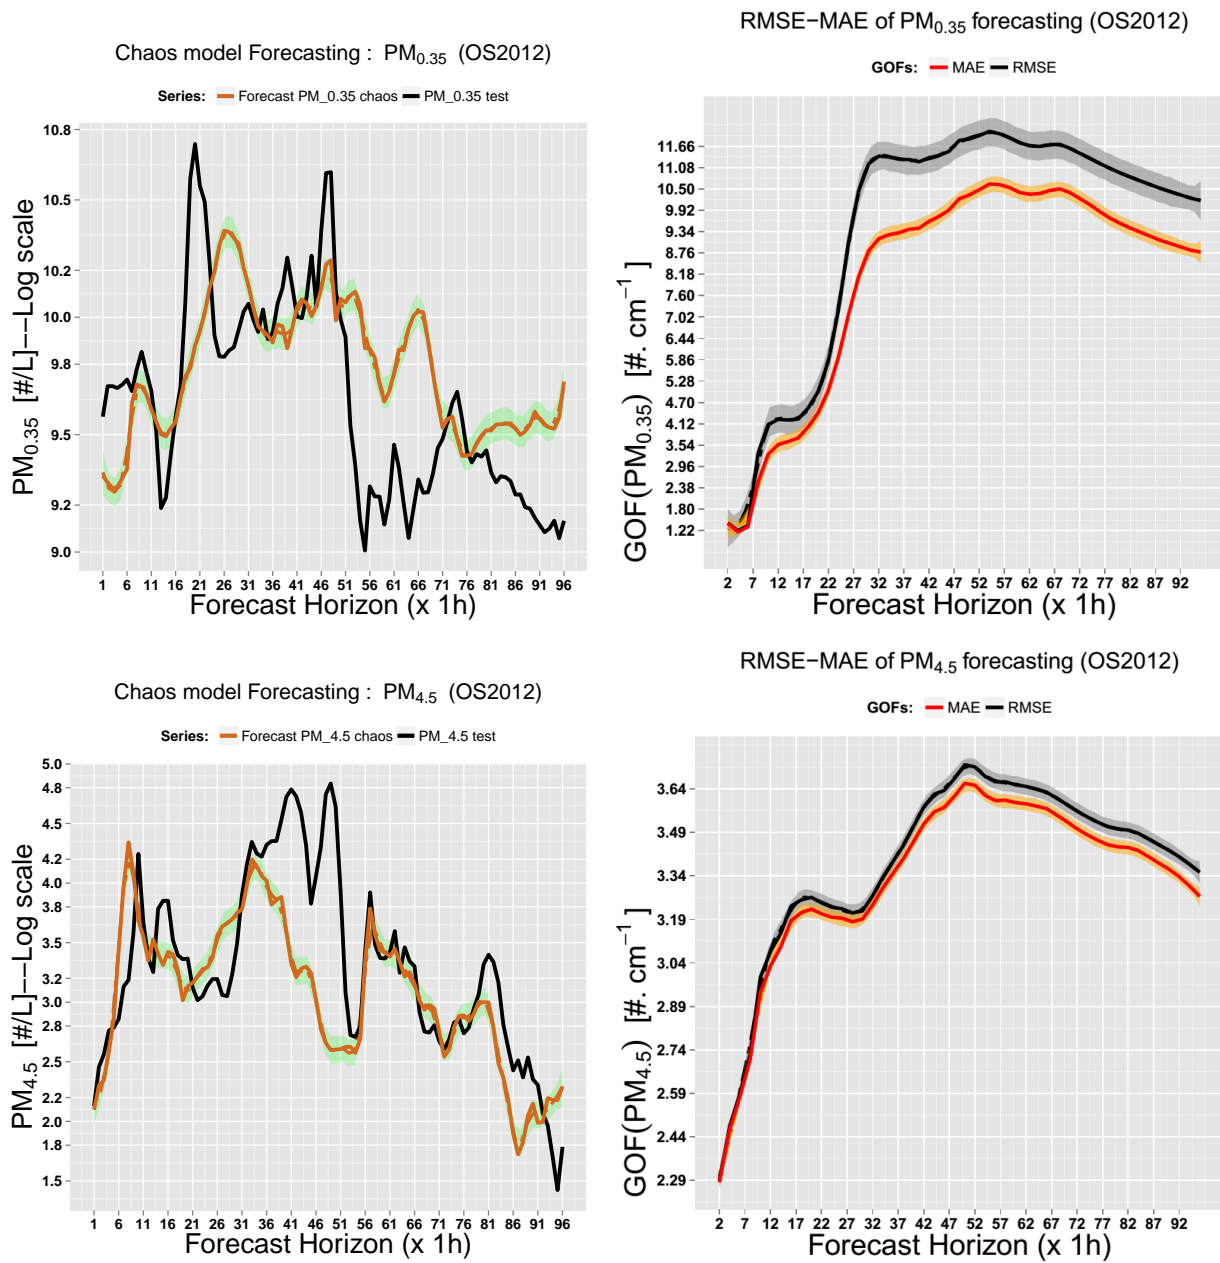 Chaos model Forecasting : PM0.35 (OS2012)
Series: Forecast PM_0.35 chaos PM_0.35 test
PM0.35 [#/L]−−Log scale
10.8
10.5
10.2
10.0
9.8
9.5
9.2
9.0
1 6 11 16 21 26 31 36 41 46 51 56 61 66 71 76 81 86 91 96
Forecast Horizon (x 1h)
RMSE−MAE of PM0.35 forecasting (OS2012)
GOFs: MAE RMSE
GOF(PM0.35) [#. cm−1 ]
11.66
11.08
10.50
9.92
9.34
8.76
8.18
7.60
7.02
6.44
5.86
5.28
4.70
4.12
3.54
2.96
2.38
1.80
1.22
2 7 12 17 22 27 32 37 42 47 52 57 62 67 72 77 82 87 92
Forecast Horizon (x 1h)
Chaos model Forecasting : PM4.5 (OS2012)
Series: Forecast PM_4.5 chaos PM_4.5 test
PM4.5 [#/L]−−Log scale
5.0
4.8
4.5
4.2
4.0
3.8
3.5
3.2
3.0
2.8
2.5
2.2
2.0
1.8
1.5
1 6 11 16 21 26 31 36 41 46 51 56 61 66 71 76 81 86 91 96
Forecast Horizon (x 1h)
RMSE−MAE of PM4.5 forecasting (OS2012)
GOFs: MAE RMSE
GOF(PM4.5) [#. cm−1 ]
3.64
3.49
3.34
3.19
3.04
2.89
2.74
2.59
2.44
2.29
2 7 12 17 22 27 32 37 42 47 52 57 62 67 72 77 82 87 92
Forecast Horizon (x 1h)